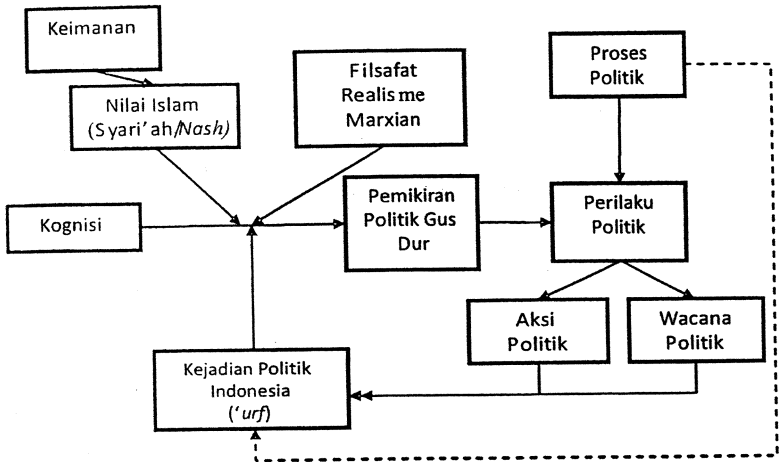 Keimanan
Nilai Islam
(Syari'ah/Nash)
Filsafat
Realisme
Marxian
Proses
Politik
Kognisi
Pemikiran
Politik Gus
Dur
Perilaku
Politik
Aksi
Politik
Wacana
Politik
Kejadian Politik
Indonesia
('urf)